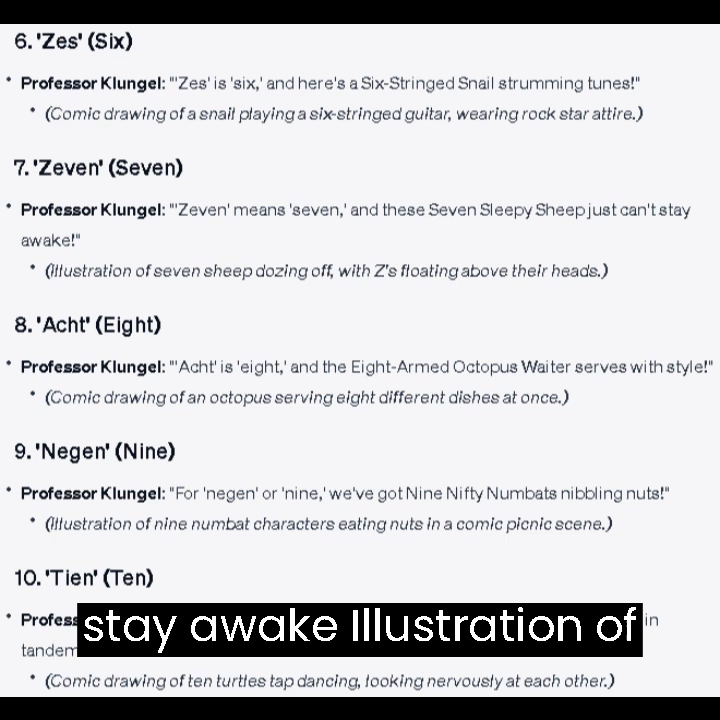 6. 'Zes' (Six)
Professor Klungel: "'Zes' is 'six,' and here's a Six-Stringed Snail strumming tunes!"
(Comic drawing of a snail playing a six-stringed guitar, wearing rock star attire.)
7. 'Zeven' (Seven)
Professor Klungel: "'Zeven' means 'seven,' and these Seven Sleepy Sheep just can't stay
awake!"
(Illustration of seven sheep dozing off, with Z's floating above their heads.)
8. 'Acht' (Eight)
Professor Klungel: "'Acht' is 'eight,' and the Eight-Armed Octopus Waiter serves with style!"
(Comic drawing of an octopus serving eight different dishes at once.)
9. 'Negen' (Nine)
Professor Klungel: "For 'negen' or 'nine,' we've got Nine Nifty Numbats nibbling nuts!"
(Illustration of nine numbat characters eating nuts in a comic picnic scene.)
10. 'Tien' (Ten)
in
tandem
stay awake Illustration of
(Comic drawing of ten turtles tap dancing, looking nervously at each other.)